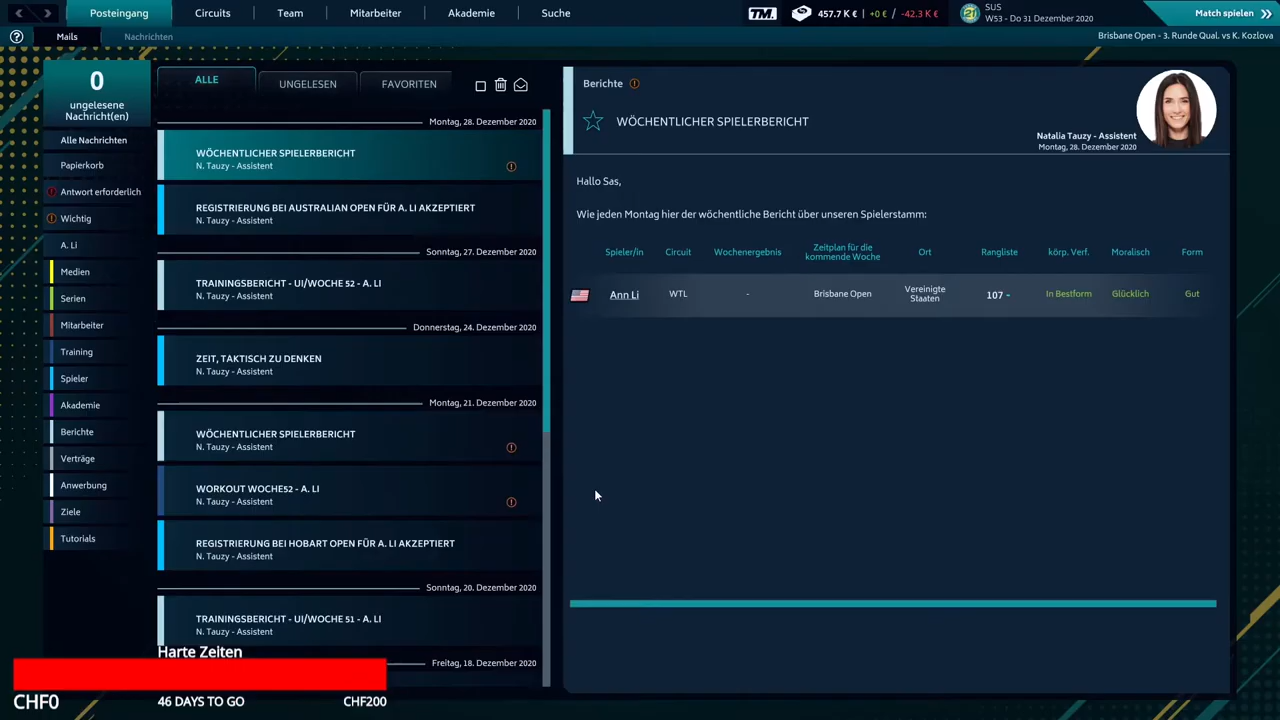 Posteingang
Circuits
Team
Mitarbeiter
Akademie
Suche
TM.
457.7 K € | +0 € / -42.3 K €
21
SUS
W53 - Do 31 Dezember 2020
Match spielen
Mails
Nachrichten
Brisbane Open - 3. Runde Qual. vs K. Kozlova
0
ungelesene
Nachricht(en)
Alle Nachrichten
Papierkorb
Antwort erforderlich
Wichtig
A. Li
Medien
Serien
Mitarbeiter
Training
Spieler
Akademie
Berichte
Verträge
Anwerbung
Ziele
Tutorials
ALLE
UNGELESEN
FAVORITEN
Montag, 28. Dezember 2020
WÖCHENTLICHER SPIELERBERICHT
N. Tauzy - Assistent
REGISTRIERUNG BEI AUSTRALIAN OPEN FÜR A. LI AKZEPTIERT
N. Tauzy - Assistent
Sonntag, 27. Dezember 2020
TRAININGSBERICHT - UI/WOCHE 52 - A. LI
N. Tauzy - Assistent
Donnerstag, 24. Dezember 2020
ZEIT, TAKTISCH ZU DENKEN
N. Tauzy - Assistent
Montag, 21. Dezember 2020
WÖCHENTLICHER SPIELERBERICHT
N. Tauzy - Assistent
WORKOUT WOCHE52 - A. LI
N. Tauzy - Assistent
REGISTRIERUNG BEI HOBART OPEN FÜR A. LI AKZEPTIERT
N. Tauzy - Assistent
Sonntag, 20. Dezember 2020
TRAININGSBERICHT - UI/WOCHE 51 - A. LI
N. Tauzy - Assistent
Freitag, 18. Dezember 2020
Berichte
WÖCHENTLICHER SPIELERBERICHT
Natalia Tauzy - Assistent
Montag, 28. Dezember 2020
Hallo Sas,
Wie jeden Montag hier der wöchentliche Bericht über unseren Spielerstamm:
Spieler/in
Circuit
Wochenergebnis
Zeitplan für die
kommende Woche
Ort
Rangliste
körp. Verf.
Moralisch
Form
Ann Li
WTL
-
Brisbane Open
Vereinigte
Staaten
107 -
In Bestform
Glücklich
Gut
Harte Zeiten
CHF0
46 DAYS TO GO
CHF200